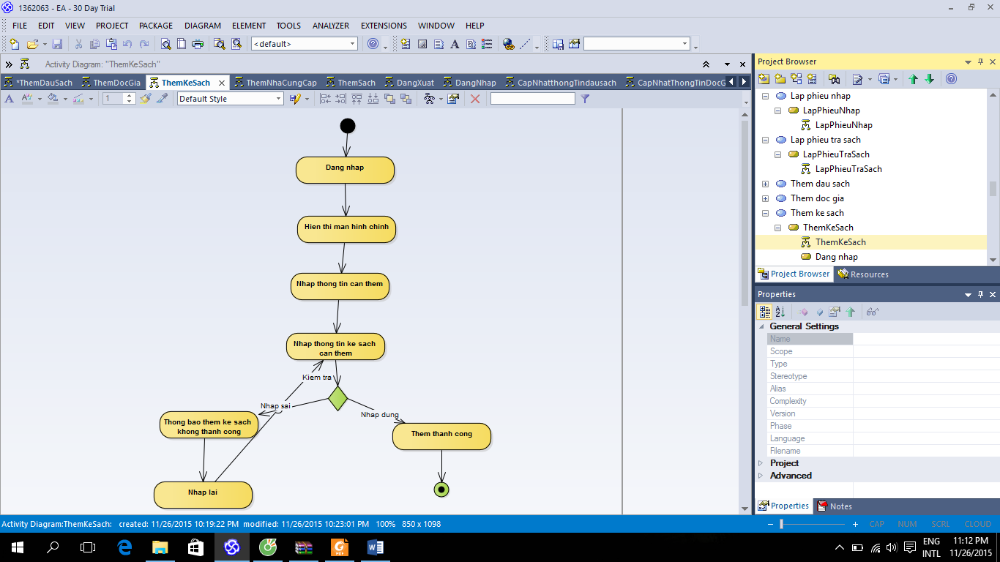 1362063 - EA - 30 Day Trial
FILE EDIT VIEW PROJECT PACKAGE DIAGRAM ELEMENT TOOLS ANALYZER EXTENSIONS WINDOW HELP
<default>
Activity Diagram: "ThemKeSach"
*ThemDauSach ThemDocGia ThemKeSach ThemNhaCungCap ThemSach DangXuat DangNhap CapNhatthongTindausach CapNhatThongTinDocG
1 Default Style
Dang nhap
Hien thi man hinh chinh
Nhap thong tin can them
Nhap thong tin ke sach
can them
Kiem tra
Nhap sai
Nhap dung
Thong bao them ke sach
khong thanh cong
Them thanh cong
Nhap lai
Project Browser
Lap phieu nhap
LapPhieuNhap
LapPhieuNhap
Lap phieu tra sach
LapPhieuTraSach
LapPhieuTraSach
Them dau sach
Them doc gia
Them ke sach
ThemKeSach
ThemKeSach
Dang nhap
Project Browser Resources
Properties
General Settings
Name
Scope
Type
Stereotype
Alias
Complexity
Version
Phase
Language
Filename
Project
Advanced
Properties Notes
Activity Diagram:ThemKeSach: created: 11/26/2015 10:19:22 PM modified: 11/26/2015 10:23:01 PM 100% 850 x 1098
CAP NUM SCRL CLOUD
ENG
INTL
11:12 PM
11/26/2015